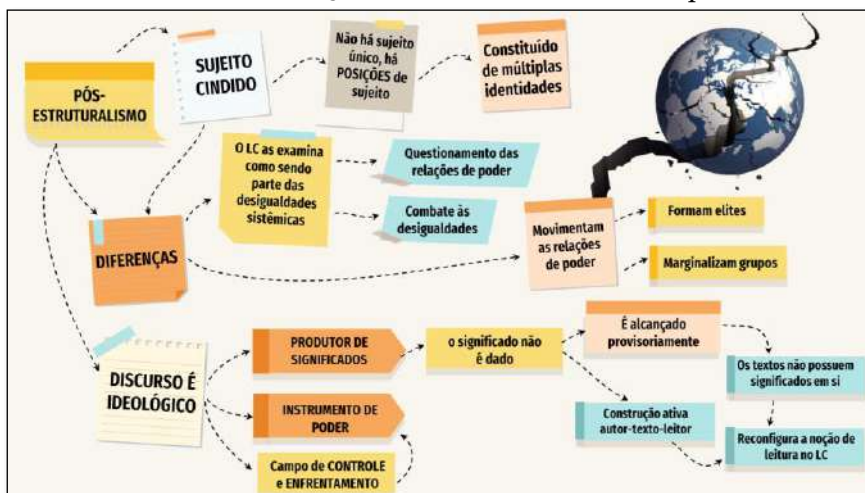 PÓS-
ESTRUTURALISMO
SUJEITO
CINDIDO
Não há sujeito
único, há
POSIÇÕES de
sujeito
Constituído
de múltiplas
identidades
DIFERENÇAS
O LC as examina
como sendo
parte das
desigualdades
sistêmicas
Questionamento das
relações de poder
Combate às
desigualdades
Movimentam
as relações
de poder
Formam elites
Marginalizam grupos
DISCURSO É
IDEOLÓGICO
PRODUTOR DE
SIGNIFICADOS
INSTRUMENTO DE
PODER
Campo de CONTROLE
e ENFRENTAMENTO
o significado não
é dado
É alcançado
provisoriamente
Construção ativa
autor-texto-leitor
Os textos não possuem
significados em si
Reconfigura a noção de
leitura no LC